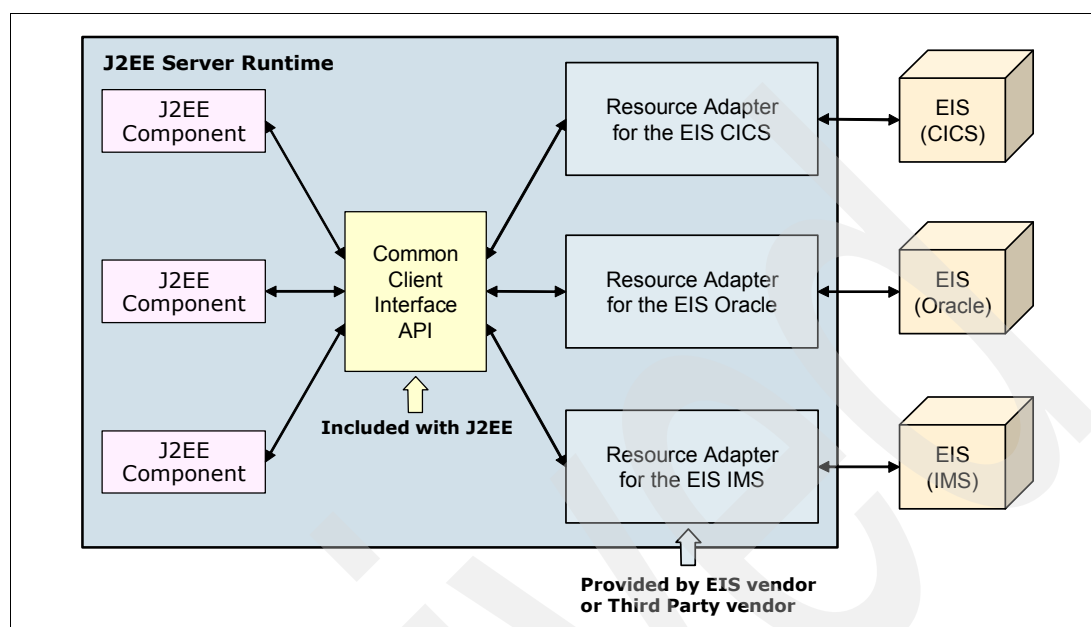 J2EE Server Runtime
J2EE
Component
J2EE
Component
J2EE
Component
Common
Client
Interface
API
Included with J2EE
Resource Adapter
for the EIS CICS
Resource Adapter
for the EIS Oracle
Resource Adapter
for the EIS IMS
Provided by EIS vendor
or Third Party vendor
EIS
(CICS)
EIS
(Oracle)
EIS
(IMS)